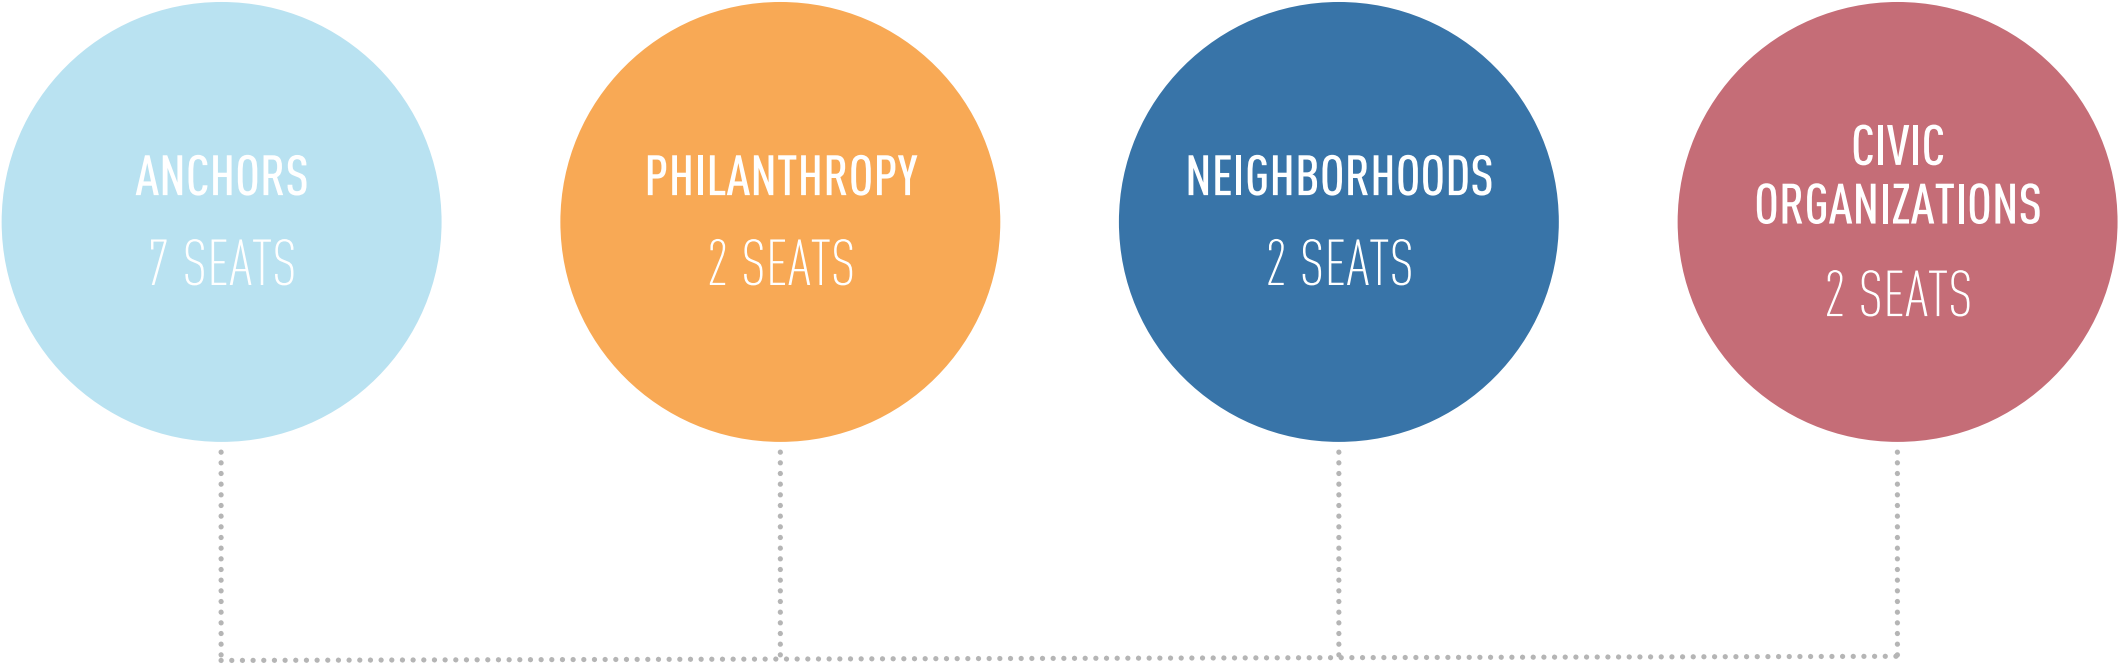 ANCHORS
7 SEATS
PHILANTHROPY
2 SEATS
NEIGHBORHOODS
2 SEATS
CIVIC
ORGANIZATIONS
2 SEATS